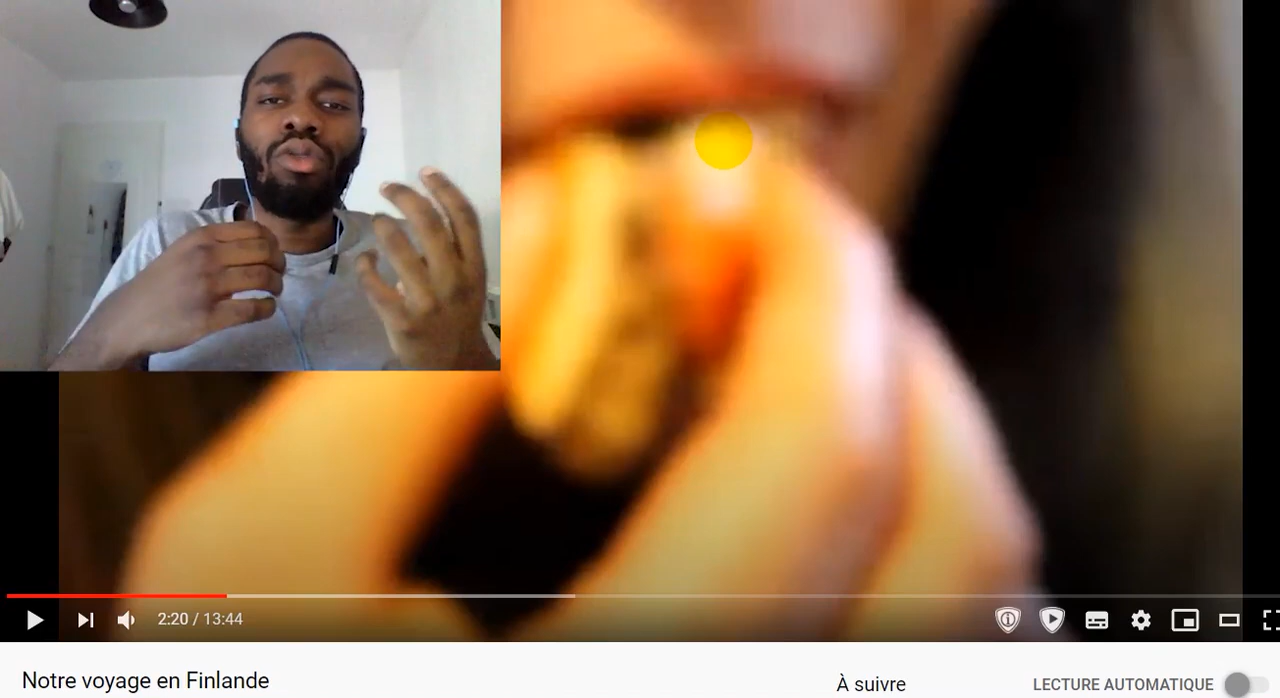 2:20 / 13:44
Notre voyage en Finlande
À suivre
LECTURE AUTOMATIQUE